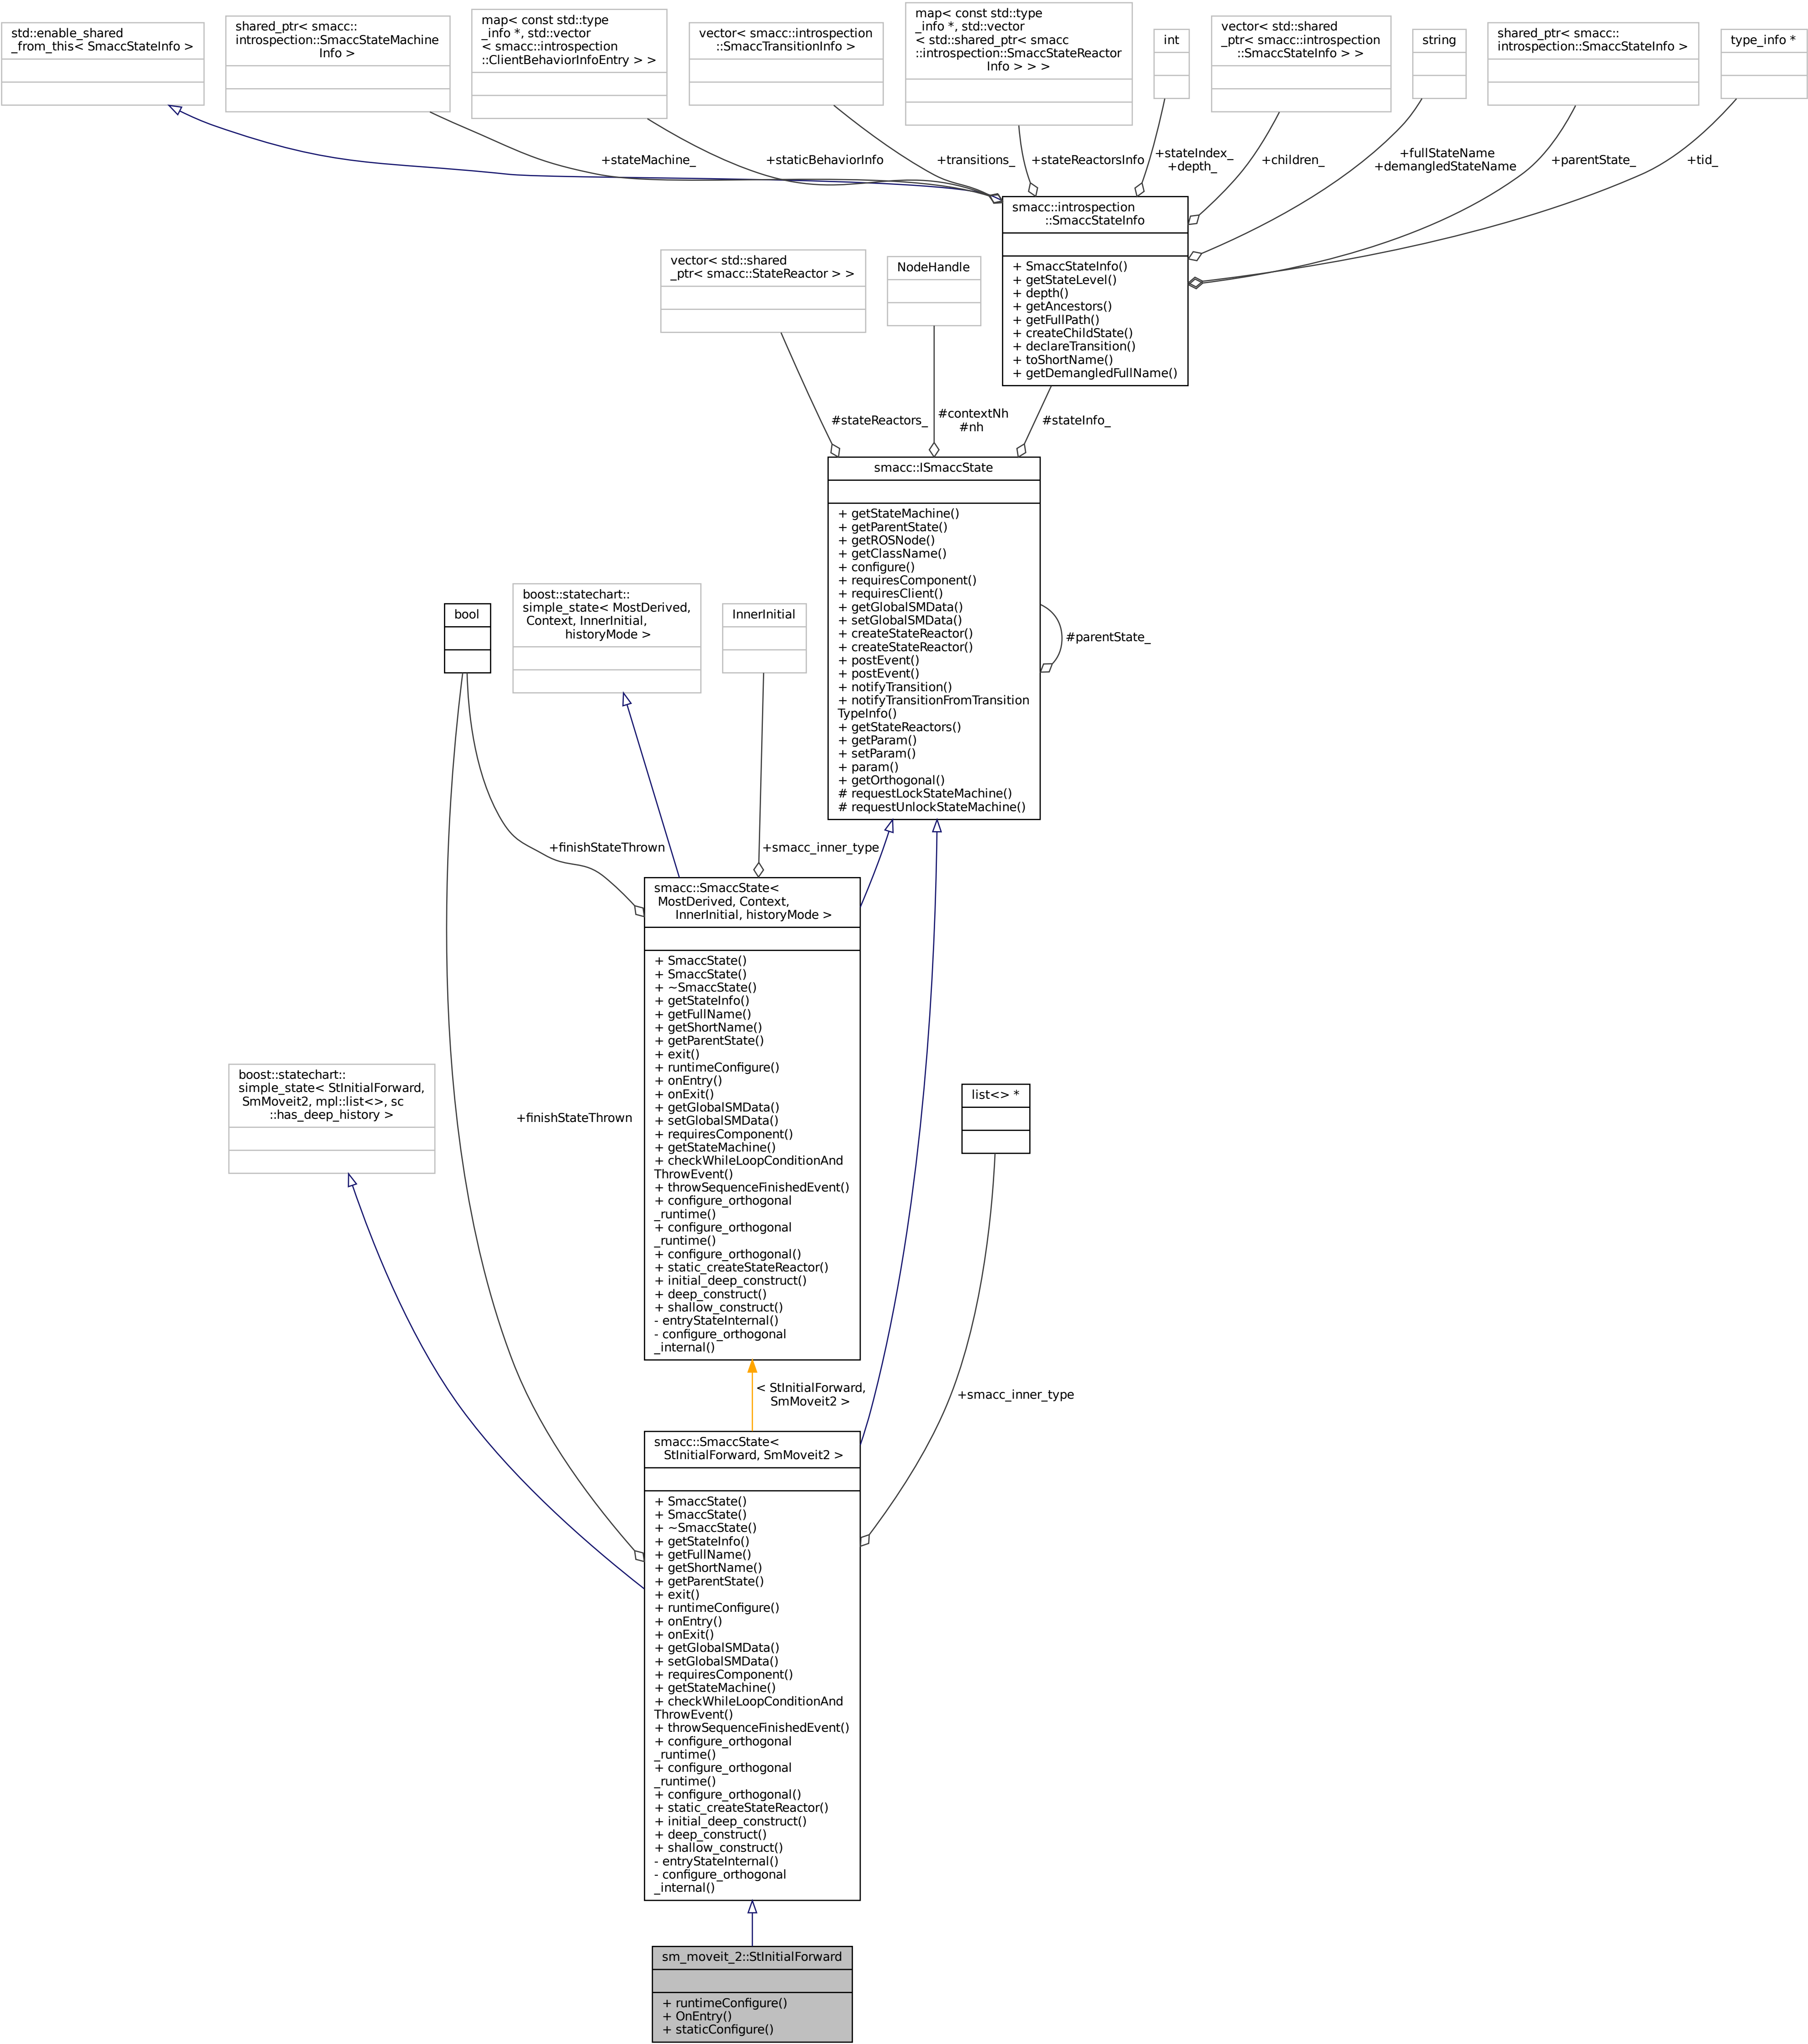 std::enable_shared
_from_this< SmaccStateInfo >
shared_ptr< smacc::
introspection::SmaccStateMachine
Info >
map< const std::type
_info *, std::vector
< smacc::introspection
::ClientBehaviorInfoEntry > >
vector< smacc::introspection
::SmaccTransitionInfo >
map< const std::type
_info *, std::vector
< std::shared_ptr< smacc
::introspection::SmaccStateReactor
Info > > >
int
vector< std::shared
_ptr< smacc::introspection
::SmaccStateInfo > >
string
shared_ptr< smacc::
introspection::SmaccStateInfo >
type_info *
+stateMachine_
+staticBehaviorInfo
+transitions_
+stateReactorsInfo
+stateIndex_
+depth_
+children_
+fullStateName
+demangledStateName
+parentState_
+tid_
smacc::introspection
::SmaccStateInfo
+ SmaccStateInfo()
+ getStateLevel()
+ depth()
+ getAncestors()
+ getFullPath()
+ createChildState()
+ declareTransition()
+ toShortName()
+ getDemangledFullName()
vector< std::shared
_ptr< smacc::StateReactor > >
NodeHandle
#stateReactors_
#contextNh
#nh
#stateInfo_
smacc::ISmaccState
+ getStateMachine()
+ getParentState()
+ getROSNode()
+ getClassName()
+ configure()
+ requiresComponent()
+ requiresClient()
+ getGlobalSMData()
+ setGlobalSMData()
+ createStateReactor()
+ createStateReactor()
+ postEvent()
+ postEvent()
+ notifyTransition()
+ notifyTransitionFromTransition
TypeInfo()
+ getStateReactors()
+ getParam()
+ setParam()
+ param()
+ getOrthogonal()
# requestLockStateMachine()
# requestUnlockStateMachine()
#parentState_
bool
boost::statechart::
simple_state< MostDerived,
Context, InnerInitial,
historyMode >
InnerInitial
+finishStateThrown
+smacc_inner_type
smacc::SmaccState<
MostDerived, Context,
InnerInitial, historyMode >
+ SmaccState()
+ SmaccState()
+ ~SmaccState()
+ getStateInfo()
+ getFullName()
+ getShortName()
+ getParentState()
+ exit()
+ runtimeConfigure()
+ onEntry()
+ onExit()
+ getGlobalSMData()
+ setGlobalSMData()
+ requiresComponent()
+ getStateMachine()
+ checkWhileLoopConditionAnd
ThrowEvent()
+ throwSequenceFinishedEvent()
+ configure_orthogonal
_runtime()
+ configure_orthogonal
_runtime()
+ configure_orthogonal()
+ static_createStateReactor()
+ initial_deep_construct()
+ deep_construct()
+ shallow_construct()
- entryStateInternal()
- configure_orthogonal
_internal()
boost::statechart::
simple_state< StInitialForward,
SmMoveit2, mpl::list<>, sc
::has_deep_history >
+finishStateThrown
list<> *
< StInitialForward,
SmMoveit2 >
+smacc_inner_type
smacc::SmaccState<
StInitialForward, SmMoveit2 >
+ SmaccState()
+ SmaccState()
+ ~SmaccState()
+ getStateInfo()
+ getFullName()
+ getShortName()
+ getParentState()
+ exit()
+ runtimeConfigure()
+ onEntry()
+ onExit()
+ getGlobalSMData()
+ setGlobalSMData()
+ requiresComponent()
+ getStateMachine()
+ checkWhileLoopConditionAnd
ThrowEvent()
+ throwSequenceFinishedEvent()
+ configure_orthogonal
_runtime()
+ configure_orthogonal
_runtime()
+ configure_orthogonal()
+ static_createStateReactor()
+ initial_deep_construct()
+ deep_construct()
+ shallow_construct()
- entryStateInternal()
- configure_orthogonal
_internal()
sm_moveit_2::StInitialForward
+ runtimeConfigure()
+ OnEntry()
+ staticConfigure()